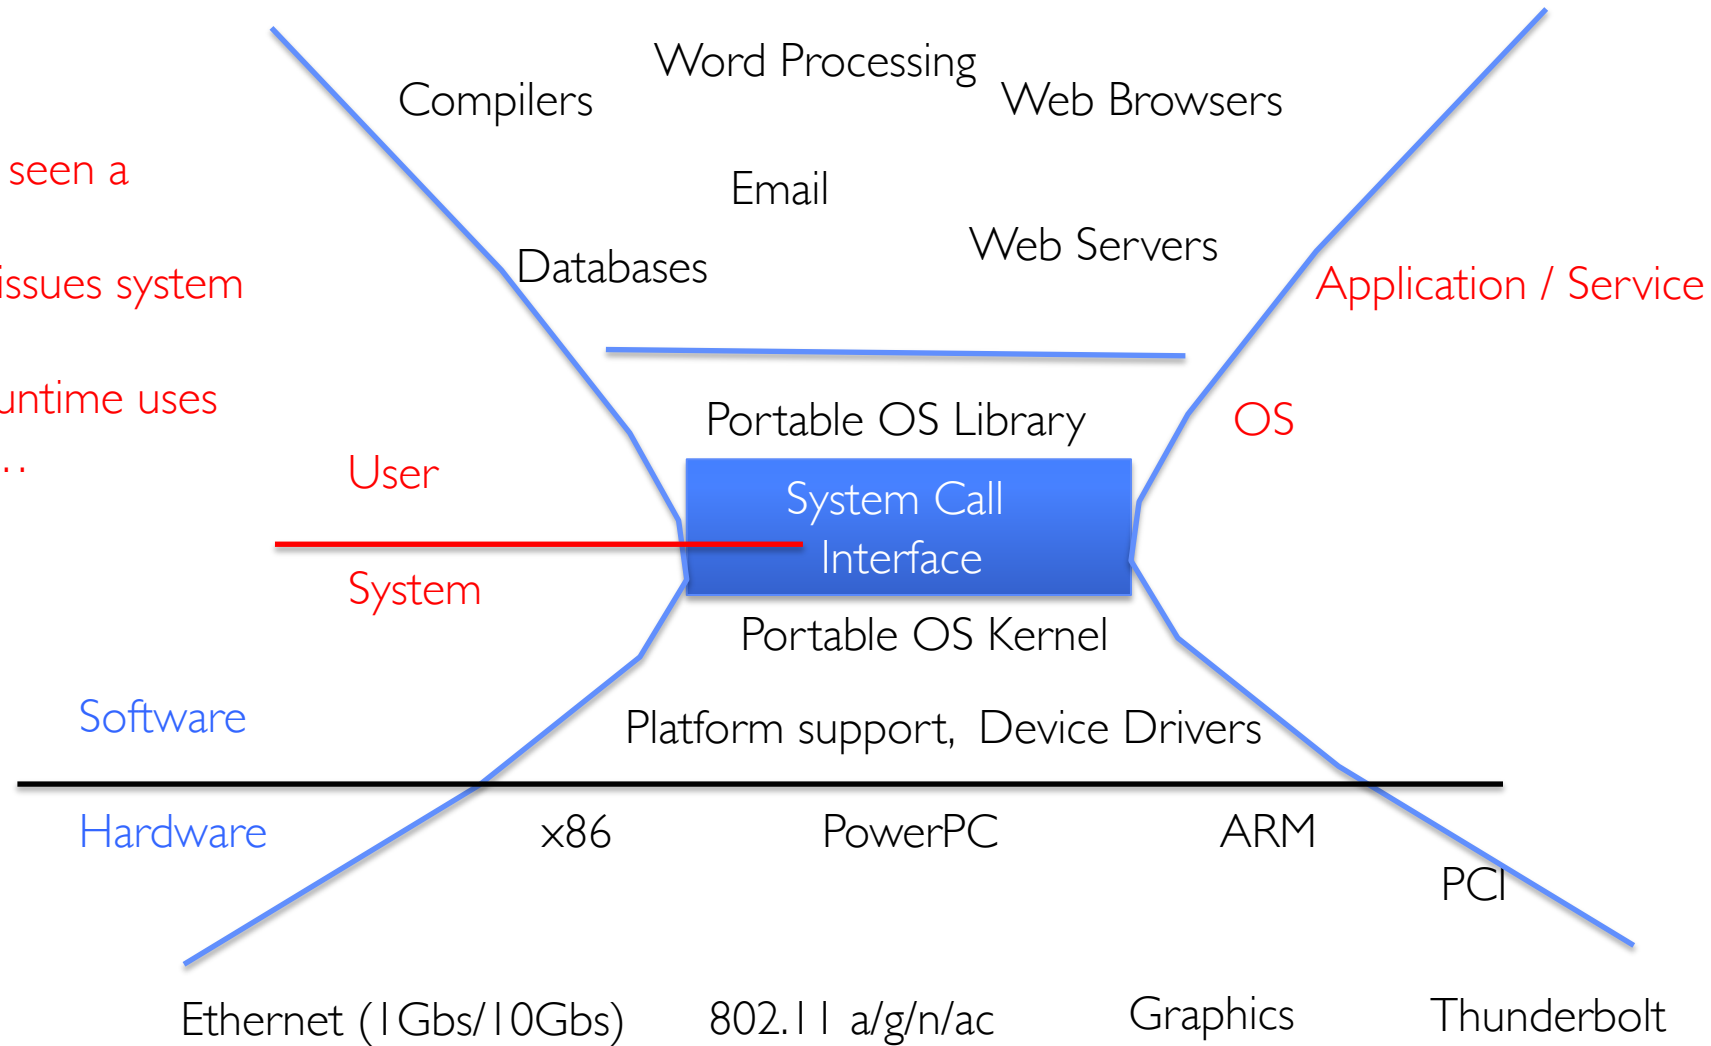 Word Processing
Compilers
Web Browsers
seen a
Email
Web Servers
Databases
issues system
Application / Service
untime uses
Portable OS Library
OS
..
User
System Call
Interface
System
Portable OS Kernel
Software
Platform support, Device Drivers
Hardware
x86
PowerPC
ARM
PCI
Ethernet (1Gbs/10Gbs)
802.11 a/g/n/ac
Graphics
Thunderbolt